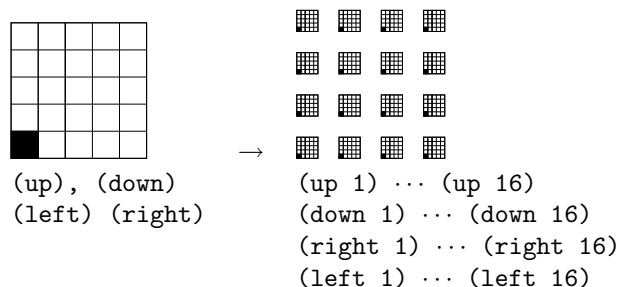 →
(up), (down)
(left) (right)
(up 1) ··· (up 16)
(down 1) ··· (down 16)
(right 1) ··· (right 16)
(left 1) ··· (left 16)